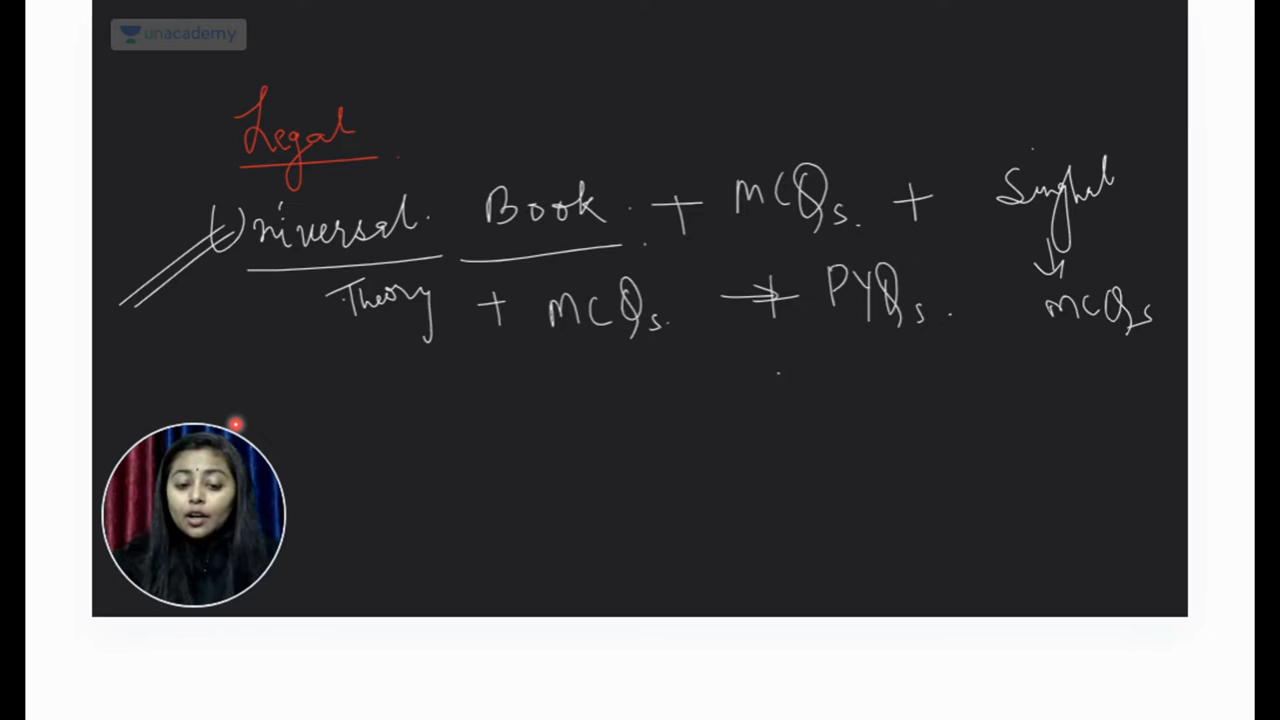 unacademy
Legal
Universal Book + MCQs + Singhal
Theory + MCQs → + PYQs. ↓ MCQs